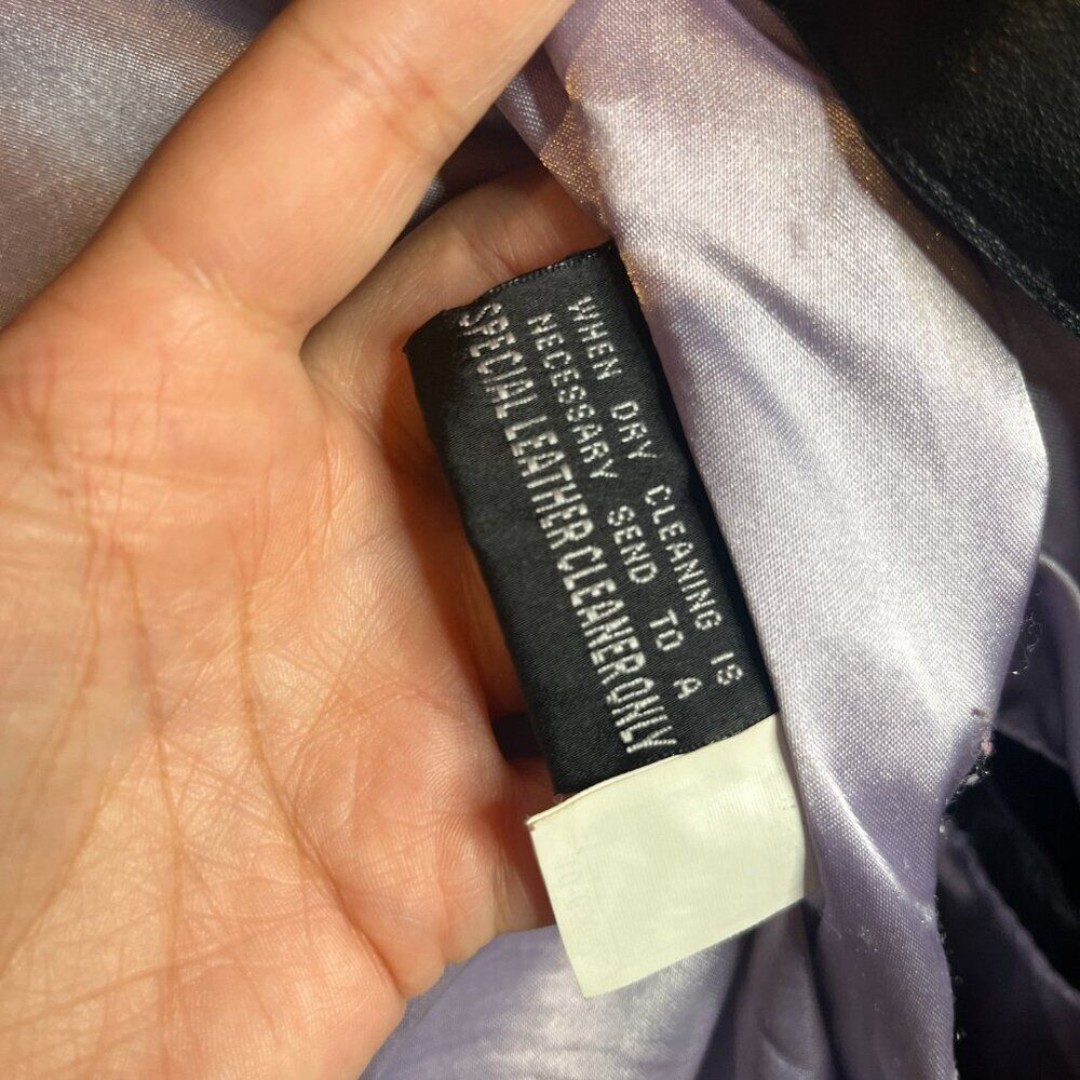 WHEN DRY CLEANING IS
NECESSARY SEND TO A
SPECIAL LEATHER CLEANER ONLY